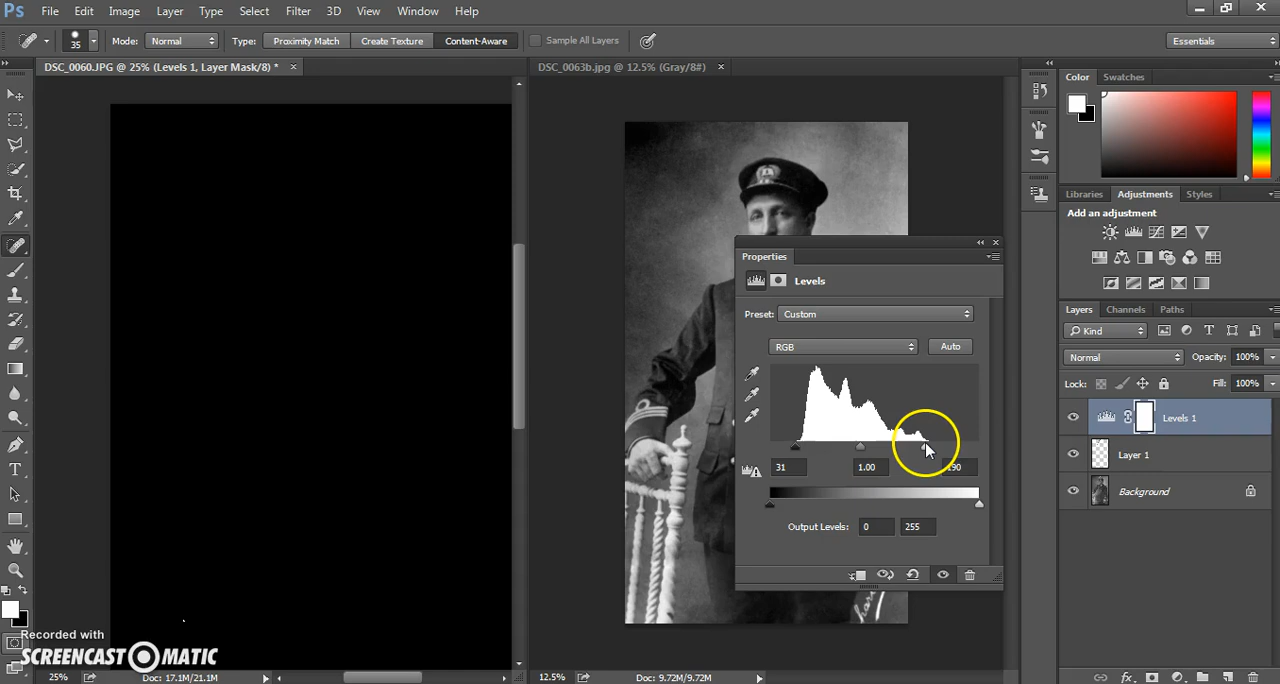 Ps File Edit Image Layer Type Select Filter 3D View Window Help
35 Mode: Normal Type: Proximity Match Create Texture Content-Aware Sample All Layers Essentials
DSC_0060.JPG @ 25% (Levels 1, Layer Mask/8) * × DSC_0063b.jpg @ 12.5% (Gray/8#) ×
Color Swatches
Libraries Adjustments Styles
Add an adjustment
Properties
Levels
Preset: Custom
RGB Auto
31 1.00 190
Output Levels: 0 255
Layers Channels Paths
Kind
Normal Opacity: 100%
Lock: Fill: 100%
Levels 1
Layer 1
Background
Recorded with
SCREENCAST-O-MATIC
25% Doc: 17.1M/21.1M 12.5% Doc: 9.72M/9.72M